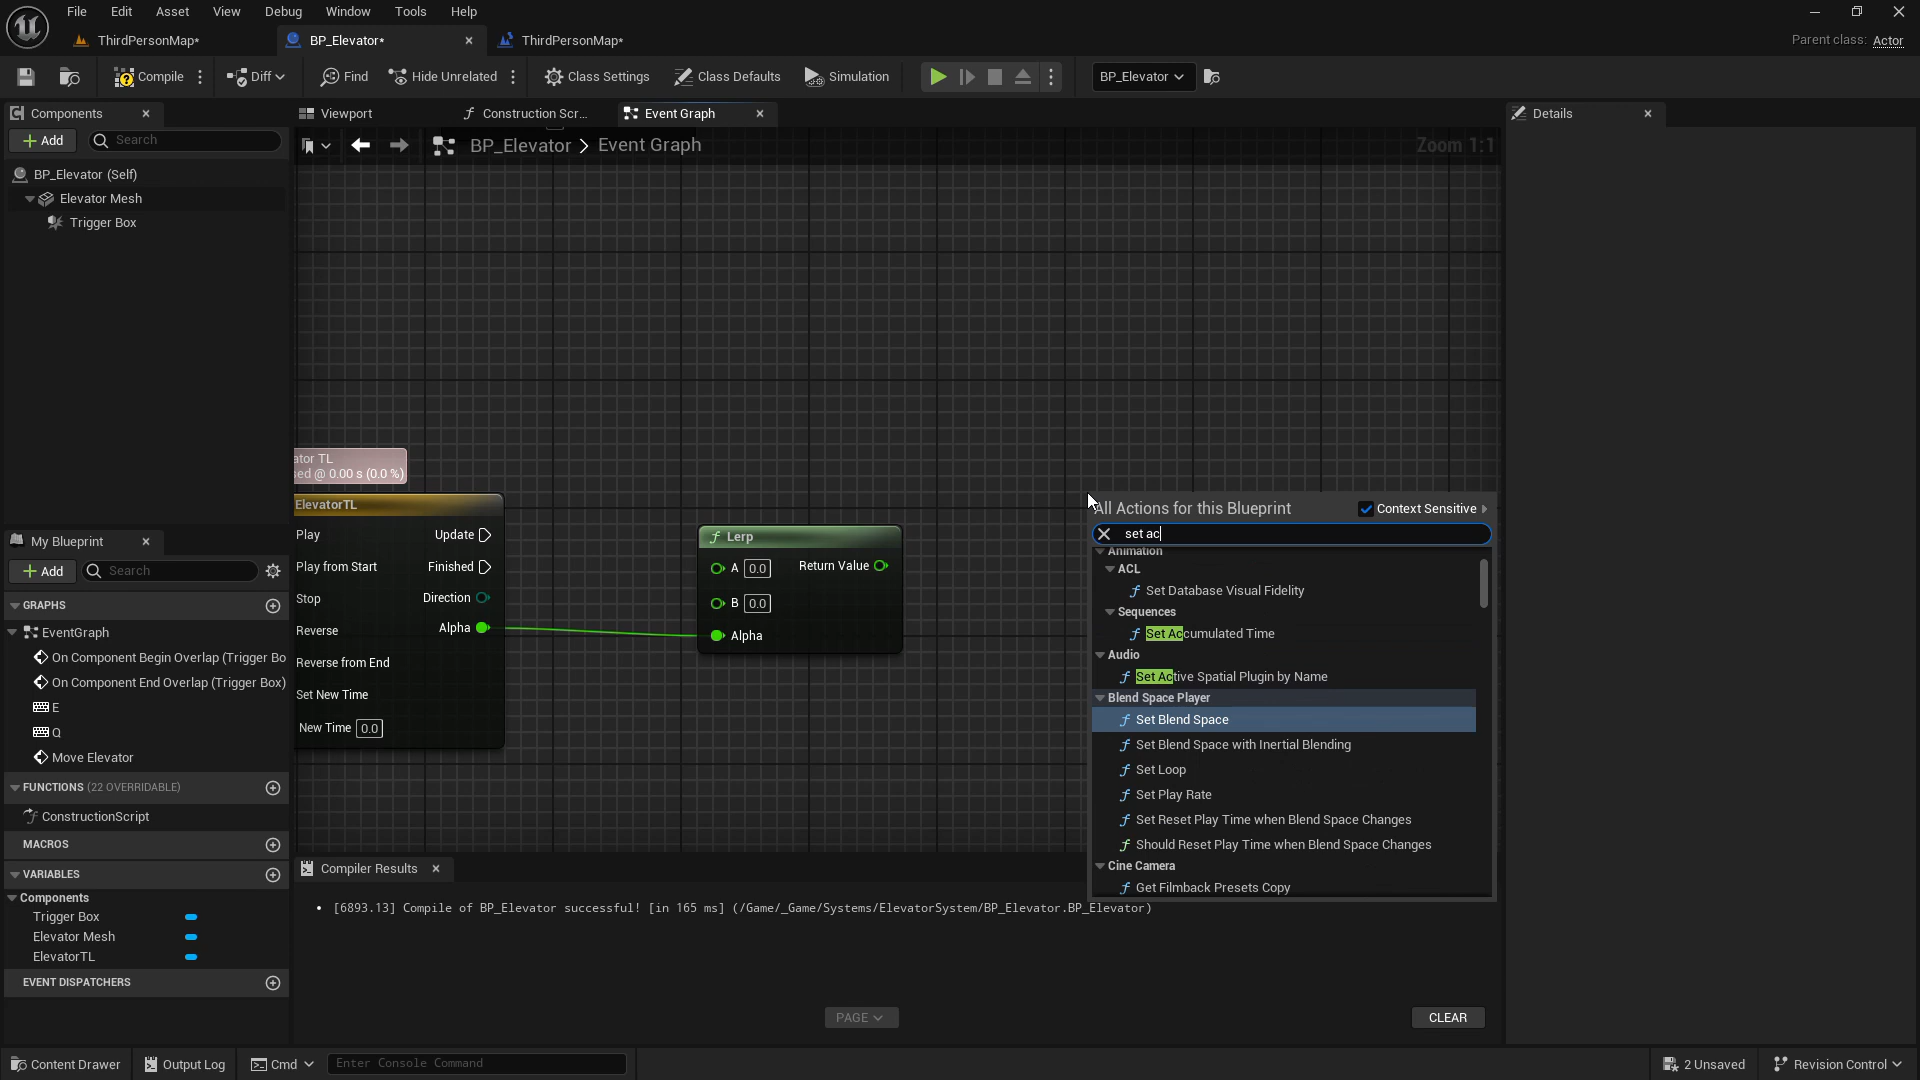 File Edit Asset View Debug Window Tools Help
ThirdPersonMap* BP_Elevator* ThirdPersonMap* Parent class: Actor
Compile Diff Find Hide Unrelated Class Settings Class Defaults Simulation BP_Elevator
Components Viewport Construction Scr... Event Graph Details
Add Search BP_Elevator > Event Graph Zoom 1:1
BP_Elevator (Self)
Elevator Mesh
Trigger Box
ator TL
sed @ 0.00 s (0.0 %)
ElevatorTL
Play Update
Play from Start Finished
Stop Direction
Reverse Alpha
Reverse from End
Set New Time
New Time 0.0
f Lerp
A 0.0 Return Value
B 0.0
Alpha
All Actions for this Blueprint Context Sensitive
set ac
Animation
ACL
f Set Database Visual Fidelity
Sequences
f Set Accumulated Time
Audio
f Set Active Spatial Plugin by Name
Blend Space Player
f Set Blend Space
f Set Blend Space with Inertial Blending
f Set Loop
f Set Play Rate
f Set Reset Play Time when Blend Space Changes
f Should Reset Play Time when Blend Space Changes
Cine Camera
f Get Filmback Presets Copy
My Blueprint
Add Search
GRAPHS
EventGraph
On Component Begin Overlap (Trigger Bo
On Component End Overlap (Trigger Box)
E
Q
Move Elevator
FUNCTIONS (22 OVERRIDABLE)
ConstructionScript
MACROS
VARIABLES
Components
Trigger Box
Elevator Mesh
ElevatorTL
EVENT DISPATCHERS
Compiler Results
• [6893.13] Compile of BP_Elevator successful! [in 165 ms] (/Game/_Game/Systems/ElevatorSystem/BP_Elevator.BP_Elevator)
PAGE CLEAR
Content Drawer Output Log Cmd Enter Console Command 2 Unsaved Revision Control